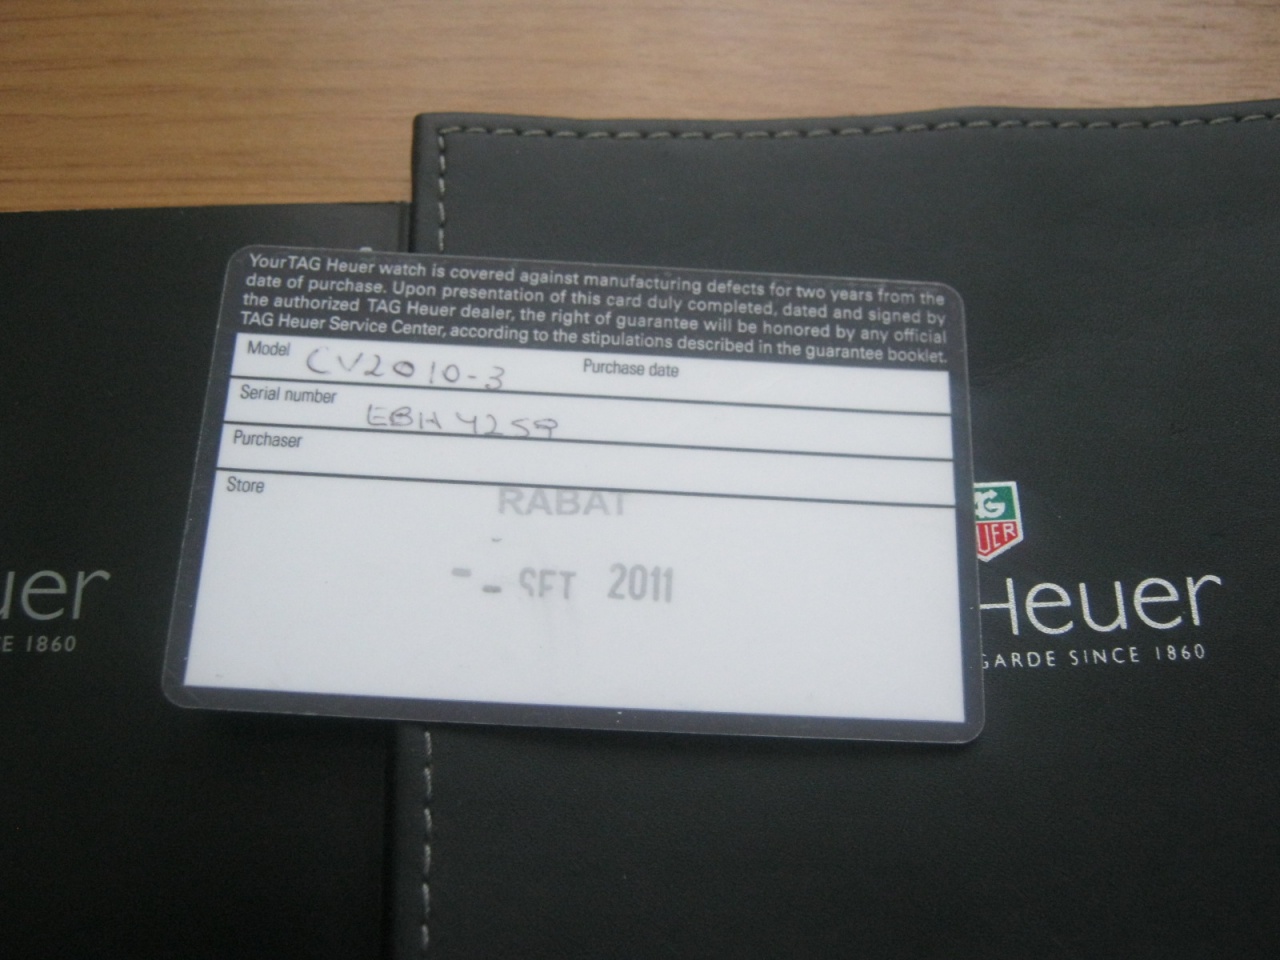 YourTAG Heuer watch is covered against manufacturing defects for two years from the
date of purchase. Upon presentation of this card duly completed, dated and signed by
the authorized TAG Heuer dealer, the right of guarantee will be honored by any official
TAG Heuer Service Center, according to the stipulations described in the guarantee booklet.
Model CV2010-3 Purchase date
Serial number EBH4259
Purchaser
Store
RABAT
SET 2011
AG
UER
Heuer
GARDE SINCE 1860
uer
E 1860